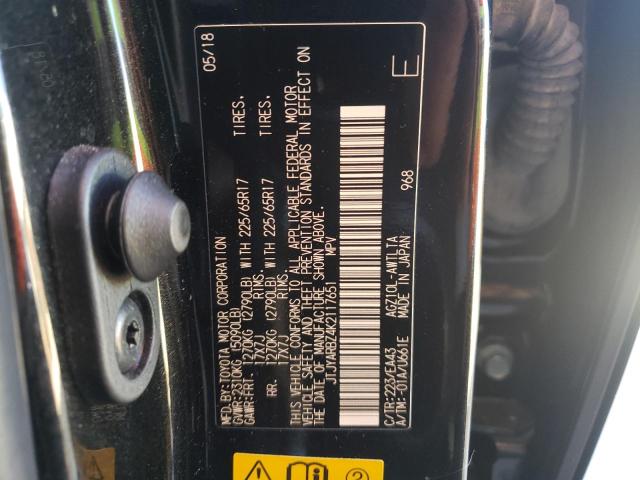 MFD.BY:TOYOTA MOTOR CORPORATION 05/18
GVWR:2310KG (5090LB)
GAWR:FRT. 1270KG (2790LB) WITH 225/65R17 TIRES.
17X7J RIMS.
RR. 1270KG (2790LB) WITH 225/65R17 TIRES.
17X7J RIMS.
THIS VEHICLE CONFORMS TO ALL APPLICABLE FEDERAL MOTOR
VEHICLE SAFETY AND THEFT PREVENTION STANDARDS IN EFFECT ON
THE DATE OF MANUFACTURE SHOWN ABOVE.
JTJYARBZ4K2117651 MPV
968 E
C/TR:223/EA43 AGZ10L-AWTLTA
A/TM:-01A/U661E MADE IN JAPAN